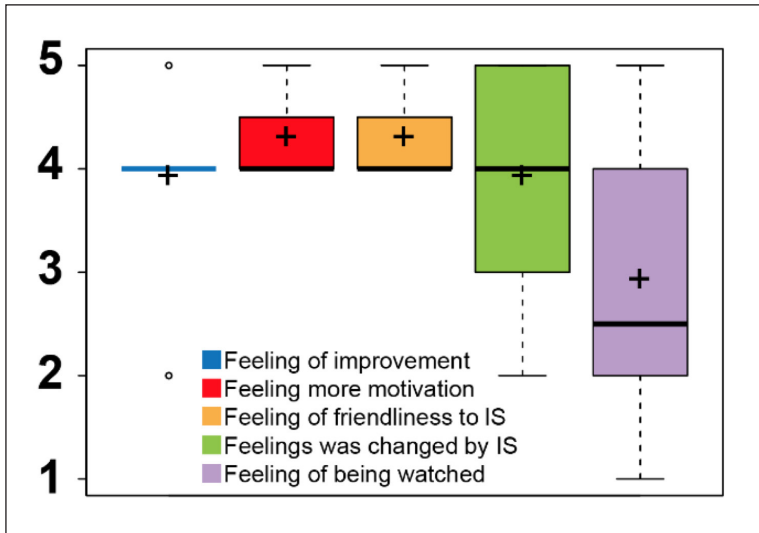 5
4
3
2
1
Feeling of improvement
Feeling more motivation
Feeling of friendliness to IS
Feelings was changed by IS
Feeling of being watched